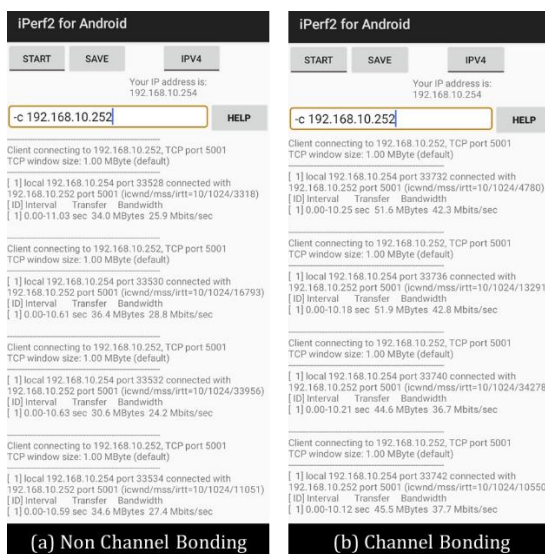 iPerf2 for Android
START SAVE IPV4
Your IP address is:
192.168.10.254
-c 192.168.10.252 HELP
Client connecting to 192.168.10.252, TCP port 5001
TCP window size: 1.00 MByte (default)
[ 1] local 192.168.10.254 port 33528 connected with
192.168.10.252 port 5001 (icwnd/mss/irtt=10/1024/3318)
[ ID] Interval Transfer Bandwidth
[ 1] 0.00-11.03 sec 34.0 MBytes 25.9 Mbits/sec
Client connecting to 192.168.10.252, TCP port 5001
TCP window size: 1.00 MByte (default)
[ 1] local 192.168.10.254 port 33530 connected with
192.168.10.252 port 5001 (icwnd/mss/irtt=10/1024/16793)
[ ID] Interval Transfer Bandwidth
[ 1] 0.00-10.61 sec 36.4 MBytes 28.8 Mbits/sec
Client connecting to 192.168.10.252, TCP port 5001
TCP window size: 1.00 MByte (default)
[ 1] local 192.168.10.254 port 33532 connected with
192.168.10.252 port 5001 (icwnd/mss/irtt=10/1024/33956)
[ ID] Interval Transfer Bandwidth
[ 1] 0.00-10.63 sec 30.6 MBytes 24.2 Mbits/sec
Client connecting to 192.168.10.252, TCP port 5001
TCP window size: 1.00 MByte (default)
[ 1] local 192.168.10.254 port 33534 connected with
192.168.10.252 port 5001 (icwnd/mss/irtt=10/1024/11051)
[ ID] Interval Transfer Bandwidth
[ 1] 0.00-10.59 sec 34.6 MBytes 27.4 Mbits/sec
(a) Non Channel Bonding
iPerf2 for Android
START SAVE IPV4
Your IP address is:
192.168.10.254
-c 192.168.10.252 HELP
Client connecting to 192.168.10.252, TCP port 5001
TCP window size: 1.00 MByte (default)
[ 1] local 192.168.10.254 port 33732 connected with
192.168.10.252 port 5001 (icwnd/mss/irtt=10/1024/4780)
[ ID] Interval Transfer Bandwidth
[ 1] 0.00-10.25 sec 51.6 MBytes 42.3 Mbits/sec
Client connecting to 192.168.10.252, TCP port 5001
TCP window size: 1.00 MByte (default)
[ 1] local 192.168.10.254 port 33736 connected with
192.168.10.252 port 5001 (icwnd/mss/irtt=10/1024/13291
[ ID] Interval Transfer Bandwidth
[ 1] 0.00-10.18 sec 51.9 MBytes 42.8 Mbits/sec
Client connecting to 192.168.10.252, TCP port 5001
TCP window size: 1.00 MByte (default)
[ 1] local 192.168.10.254 port 33740 connected with
192.168.10.252 port 5001 (icwnd/mss/irtt=10/1024/34278
[ ID] Interval Transfer Bandwidth
[ 1] 0.00-10.21 sec 44.6 MBytes 36.7 Mbits/sec
Client connecting to 192.168.10.252, TCP port 5001
TCP window size: 1.00 MByte (default)
[ 1] local 192.168.10.254 port 33742 connected with
192.168.10.252 port 5001 (icwnd/mss/irtt=10/1024/10550
[ ID] Interval Transfer Bandwidth
[ 1] 0.00-10.12 sec 45.5 MBytes 37.7 Mbits/sec
(b) Channel Bonding